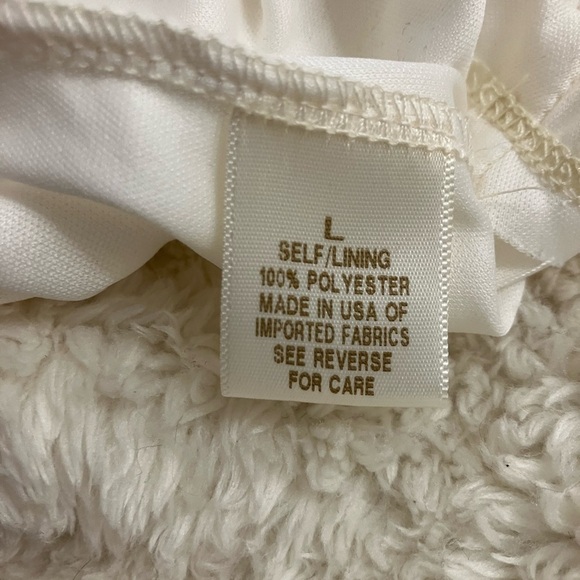 L
SELF/LINING
100% POLYESTER
MADE IN USA OF
IMPORTED FABRICS
SEE REVERSE
FOR CARE